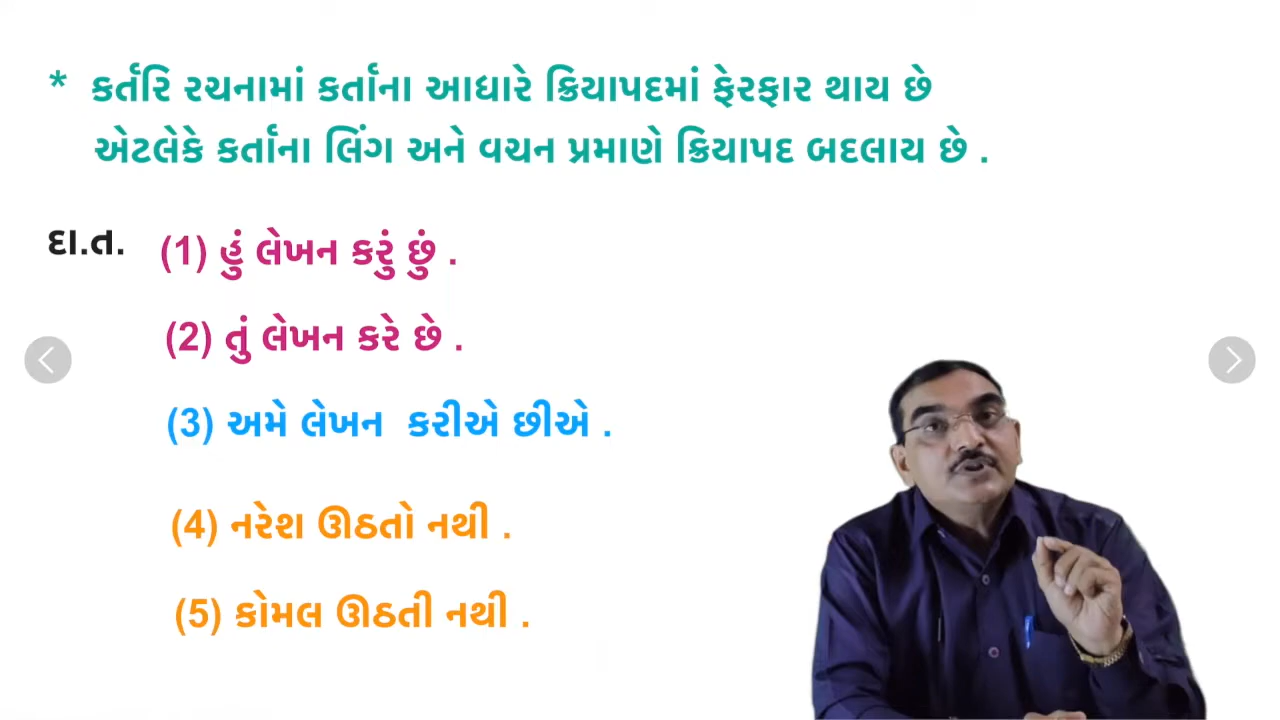 * કર્તરિ રચનામાં કર્તાના આધારે ક્રિયાપદમાં ફેરફાર થાય છે
એટલેકે કર્તાના લિંગ અને વચન પ્રમાણે ક્રિયાપદ બદલાય છે .
દા.ત. (1) હું લેખન કરું છું .
(2) તું લેખન કરે છે .
(3) અમે લેખન કરીએ છીએ .
(4) નરેશ ઊઠતો નથી .
(5) કોમલ ઊઠતી નથી .